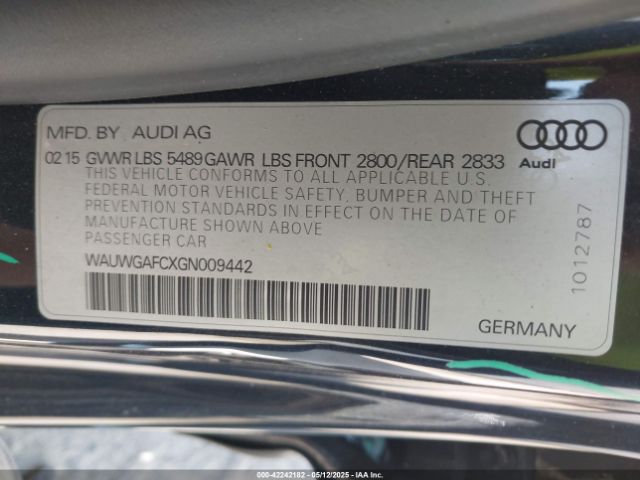 MFD. BY AUDI AG
02 15 GVWR LBS 5489 GAWR LBS FRONT 2800/REAR 2833
THIS VEHICLE CONFORMS TO ALL APPLICABLE U.S.
FEDERAL MOTOR VEHICLE SAFETY, BUMPER AND THEFT
PREVENTION STANDARDS IN EFFECT ON THE DATE OF
MANUFACTURE SHOWN ABOVE
PASSENGER CAR
WAUWGAFCXGN009442
Audi
1012787
GERMANY
000-42242182 - 05/12/2025 - IAA Inc.